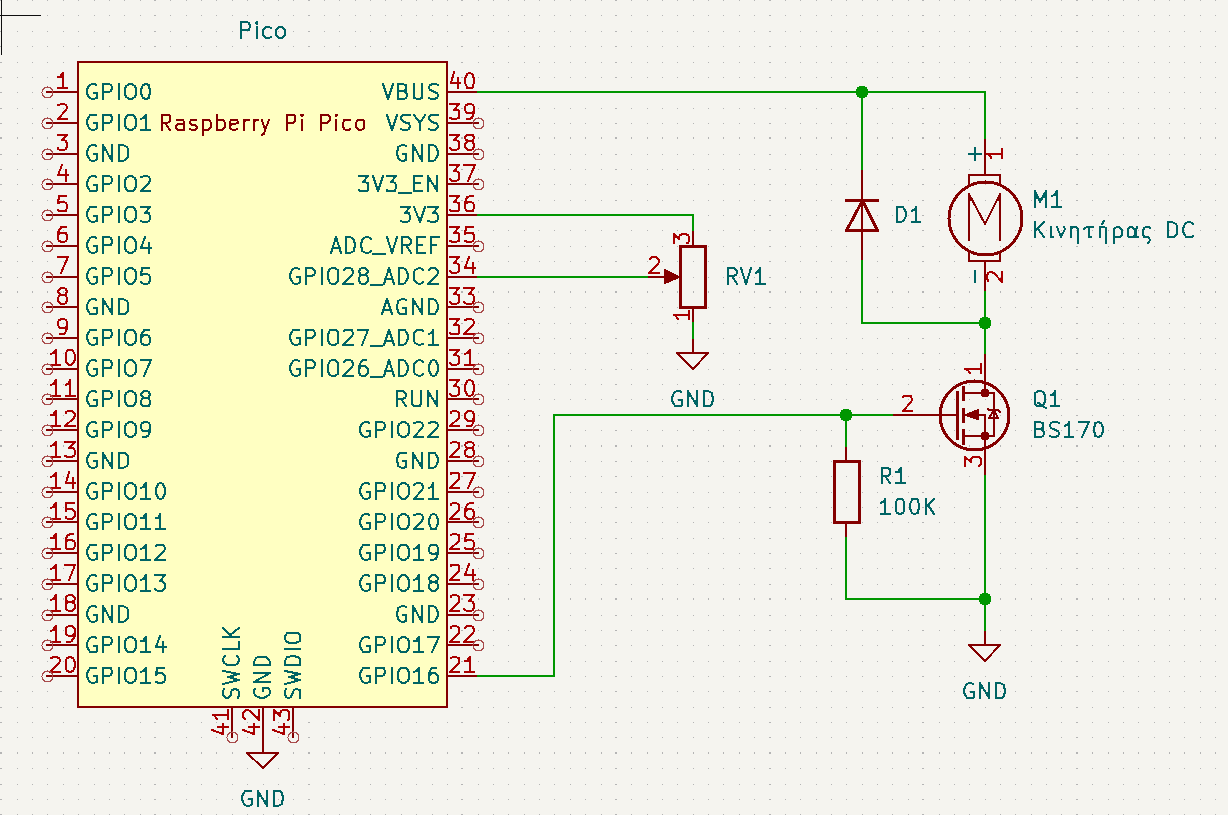 Pico
Raspberry Pi Pico
1 GPIO0
2 GPIO1
3 GND
4 GPIO2
5 GPIO3
6 GPIO4
7 GPIO5
8 GND
9 GPIO6
10 GPIO7
11 GPIO8
12 GPIO9
13 GND
14 GPIO10
15 GPIO11
16 GPIO12
17 GPIO13
18 GND
19 GPIO14
20 GPIO15
VBUS 40
VSYS 39
GND 38
3V3_EN 37
3V3 36
ADC_VREF 35
GPIO28_ADC2 34
AGND 33
GPIO27_ADC1 32
GPIO26_ADC0 31
RUN 30
GPIO22 29
GND 28
GPIO21 27
GPIO20 26
GPIO19 25
GPIO18 24
GND 23
GPIO17 22
GPIO16 21
SWCLK 41
GND 42
SWDIO 43
GND
3
2
1
RV1
GND
D1
+ 1
M
- 2
M1
Κινητήρας DC
1
2
3
Q1
BS170
R1
100K
GND